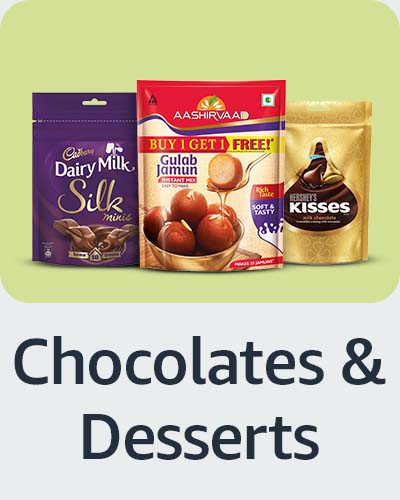 Cadbury
Dairy Milk
Silk
minis
AASHIRVAAD
BUY 1 GET 1 FREE!*
Gulab
Jamun
INSTANT MIX
EASY TO MAKE
Rich
Taste
SOFT &
TASTY
MAKES 35 JAMUNS*
HERSHEY'S
KISSES
milk chocolate
Chocolates &
Desserts